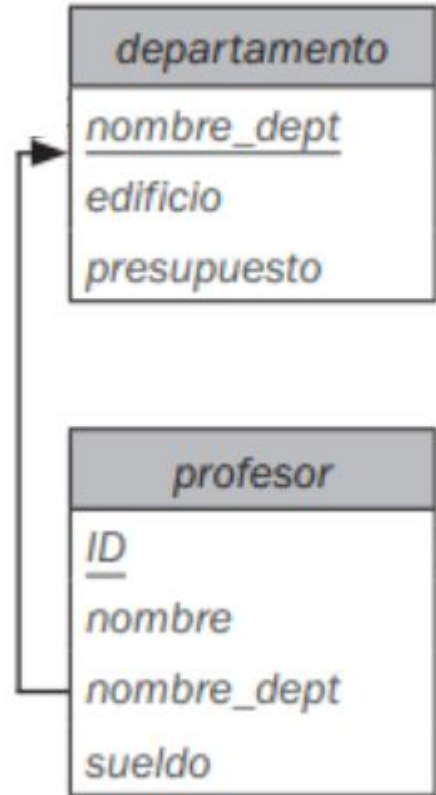 departamento
nombre_dept
edificio
presupuesto
profesor
ID
nombre
nombre_dept
sueldo